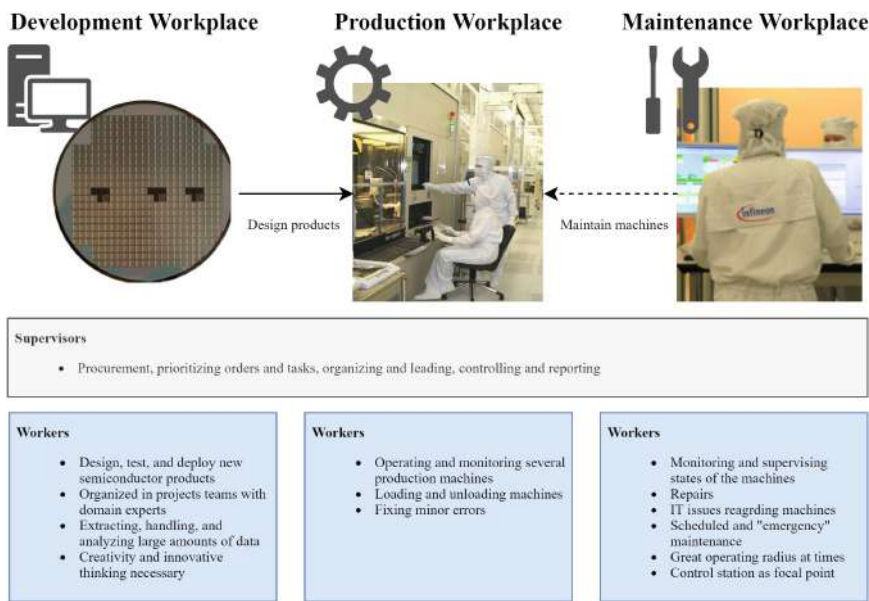 Development Workplace
Production Workplace
Maintenance Workplace
infineon
Design products
Maintain machines
Supervisors
• Procurement, prioritizing orders and tasks, organizing and leading, controlling and reporting
Workers
• Design, test, and deploy new
semiconductor products
• Organized in projects teams with
domain experts
• Extracting, handling, and
analyzing large amounts of data
• Creativity and innovative
thinking necessary
Workers
• Operating and monitoring several
production machines
• Loading and unloading machines
• Fixing minor errors
Workers
• Monitoring and supervising
states of the machines
• Repairs
• IT issues reagrding machines
• Scheduled and "emergency"
maintenance
• Great operating radius at times
• Control station as focal point